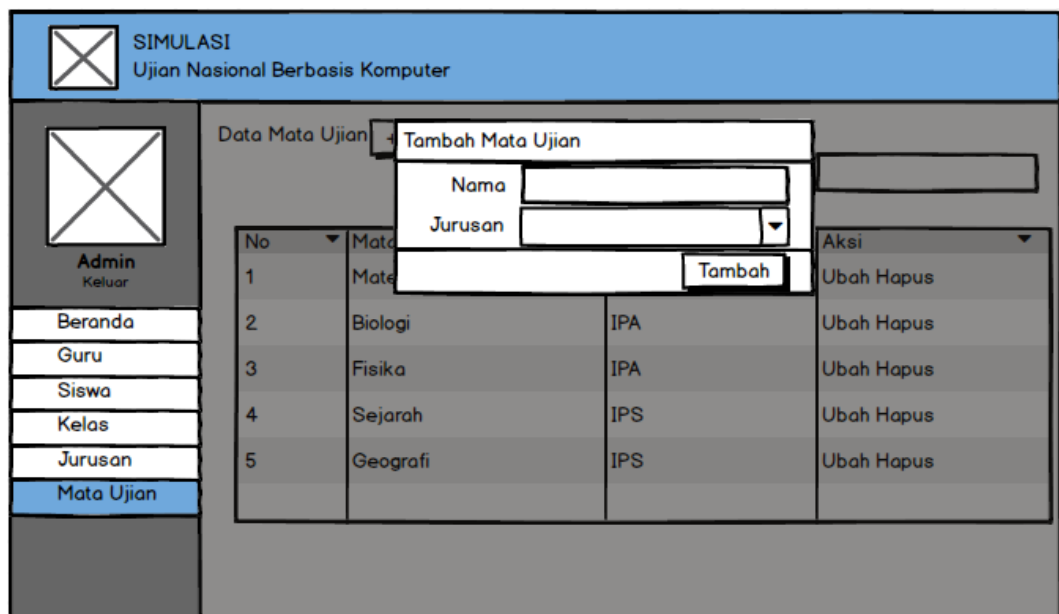 SIMULASI
Ujian Nasional Berbasis Komputer
Admin
Keluar
Beranda
Guru
Siswa
Kelas
Jurusan
Mata Ujian
Data Mata Ujian +
Tambah Mata Ujian
Nama
Jurusan
Tambah
No Aksi
1 Ubah Hapus
2 Biologi IPA Ubah Hapus
3 Fisika IPA Ubah Hapus
4 Sejarah IPS Ubah Hapus
5 Geografi IPS Ubah Hapus